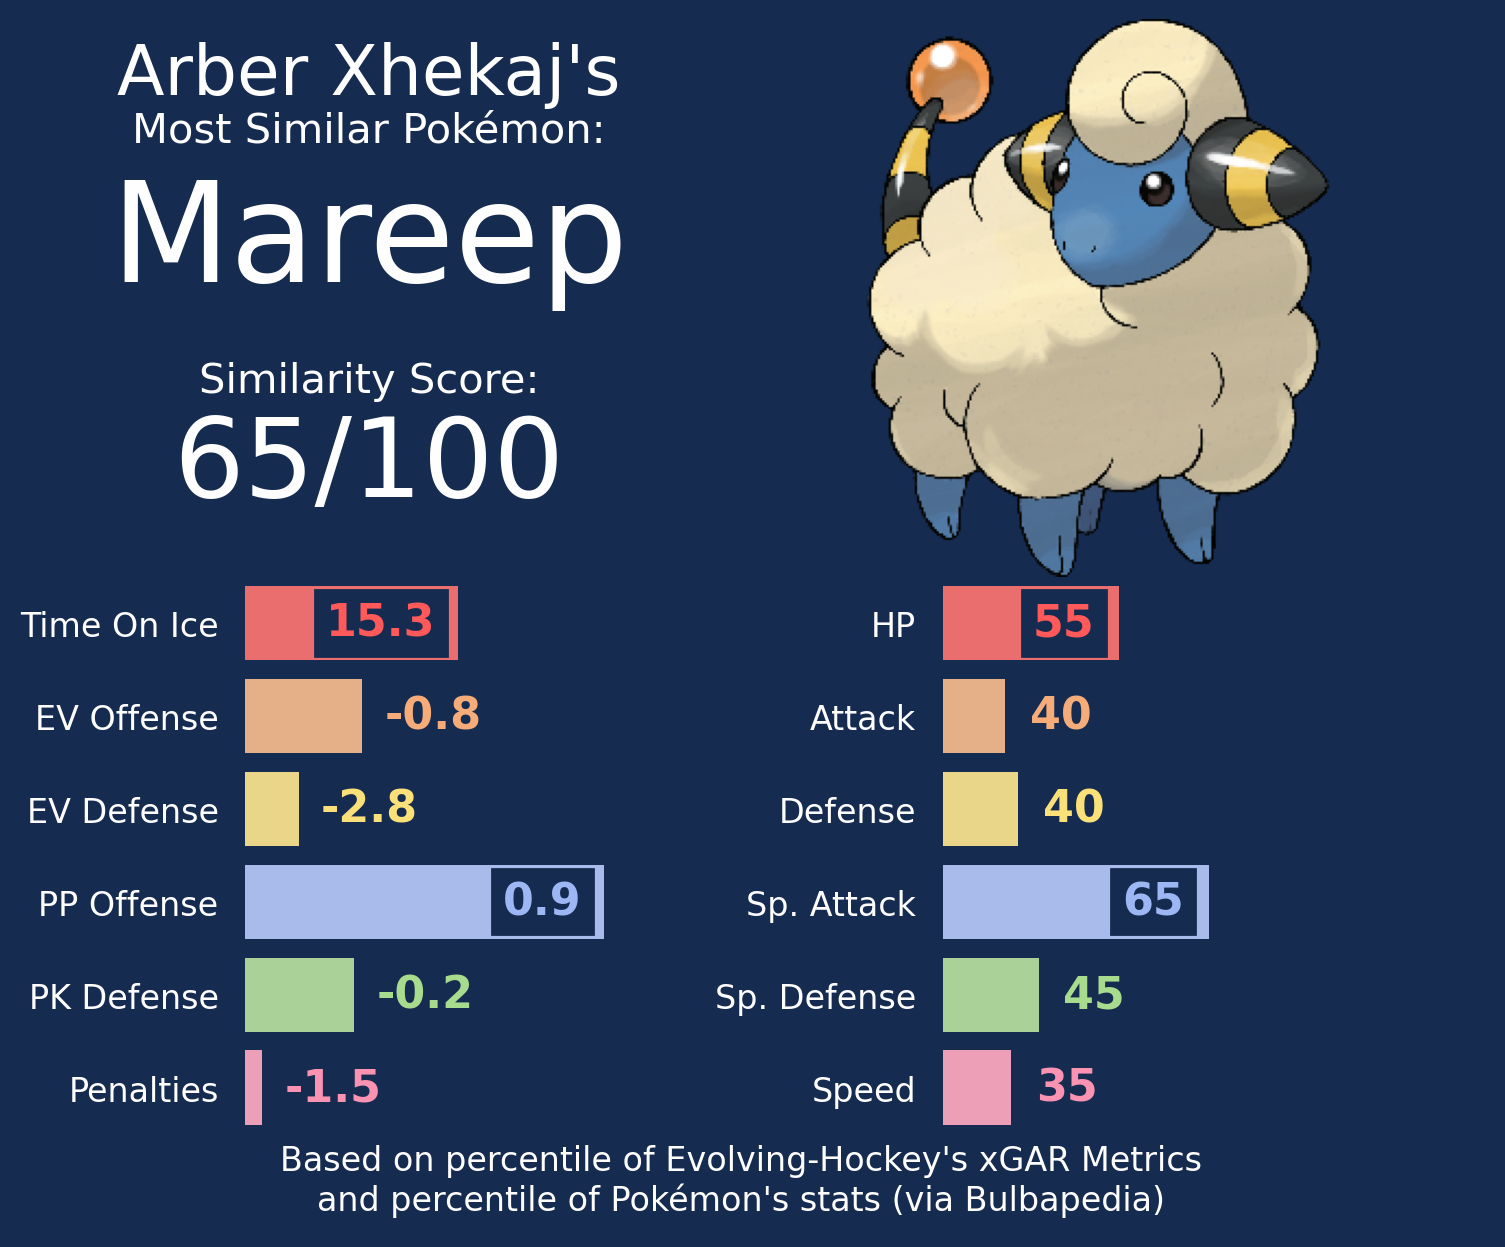 Arber Xhekaj's
Most Similar Pokémon:
Mareep
Similarity Score:
65/100
Time On Ice 15.3
EV Offense -0.8
EV Defense -2.8
PP Offense 0.9
PK Defense -0.2
Penalties -1.5
HP 55
Attack 40
Defense 40
Sp. Attack 65
Sp. Defense 45
Speed 35
Based on percentile of Evolving-Hockey's xGAR Metrics
and percentile of Pokémon's stats (via Bulbapedia)